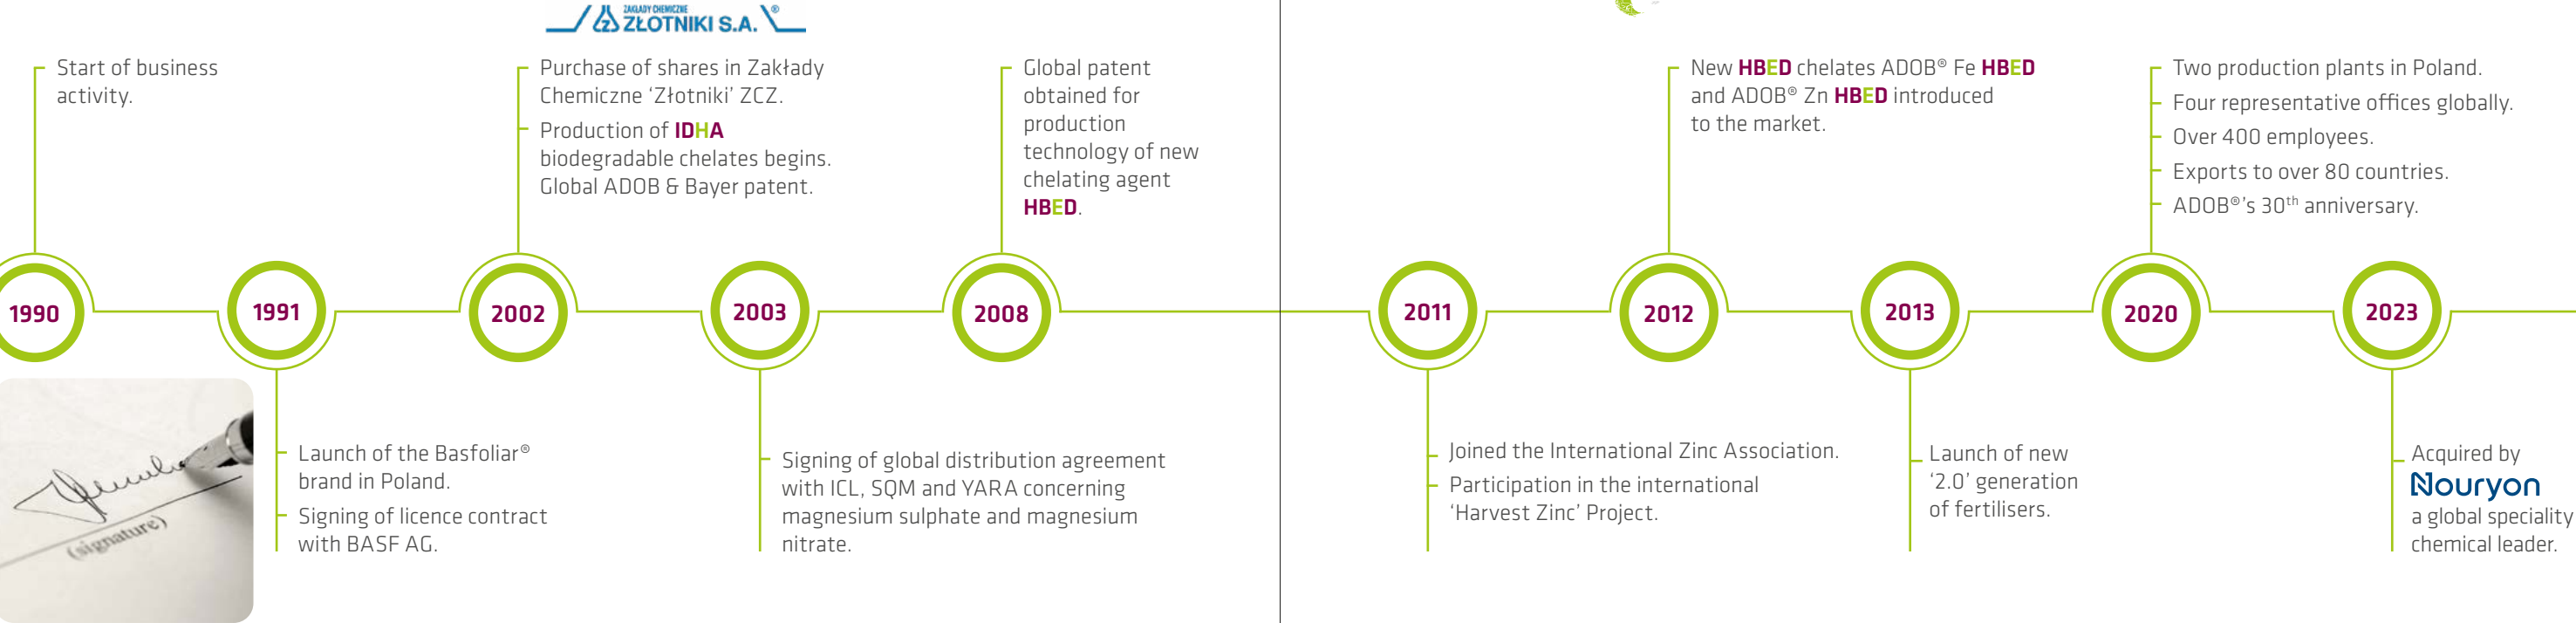 ZAKŁADY CHEMICZNE
ZŁOTNIKI S.A.®
Start of business
activity.
Purchase of shares in Zakłady
Chemiczne ‘Złotniki’ ZCZ.
Production of IDHA
biodegradable chelates begins.
Global ADOB & Bayer patent.
Global patent
obtained for
production
technology of new
chelating agent
HBED.
New HBED chelates ADOB® Fe HBED
and ADOB® Zn HBED introduced
to the market.
Two production plants in Poland.
Four representative offices globally.
Over 400 employees.
Exports to over 80 countries.
ADOB®’s 30th anniversary.
1990
1991
2002
2003
2008
2011
2012
2013
2020
2023
(signature)
Launch of the Basfoliar®
brand in Poland.
Signing of licence contract
with BASF AG.
Signing of global distribution agreement
with ICL, SQM and YARA concerning
magnesium sulphate and magnesium
nitrate.
Joined the International Zinc Association.
Participation in the international
‘Harvest Zinc’ Project.
Launch of new
‘2.0’ generation
of fertilisers.
Acquired by
Nouryon
a global speciality
chemical leader.